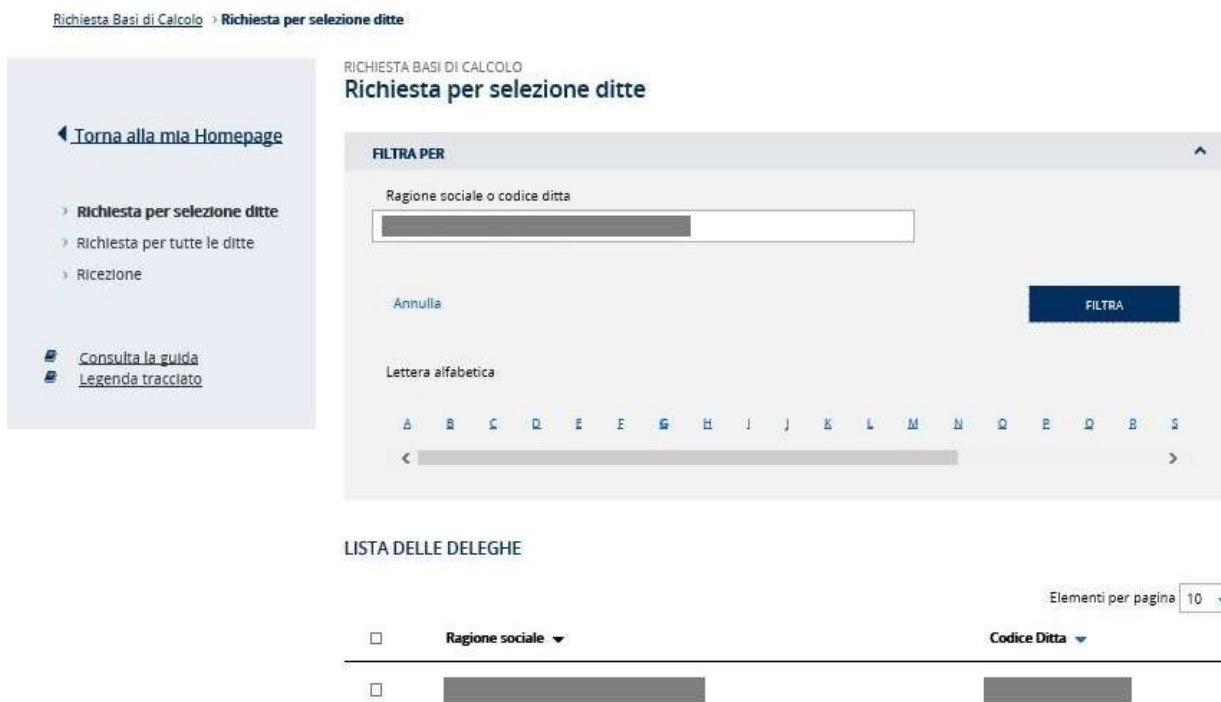 Richiesta Basi di Calcolo › Richiesta per selezione ditte
Torna alla mia Homepage
› Richiesta per selezione ditte
› Richiesta per tutte le ditte
› Ricezione
Consulta la guida
Legenda tracciato
RICHIESTA BASI DI CALCOLO
Richiesta per selezione ditte
FILTRA PER
Ragione sociale o codice ditta
Annulla FILTRA
Lettera alfabetica
A B C D E F G H I J K L M N O P Q R S
LISTA DELLE DELEGHE
Elementi per pagina 10
Ragione sociale Codice Ditta